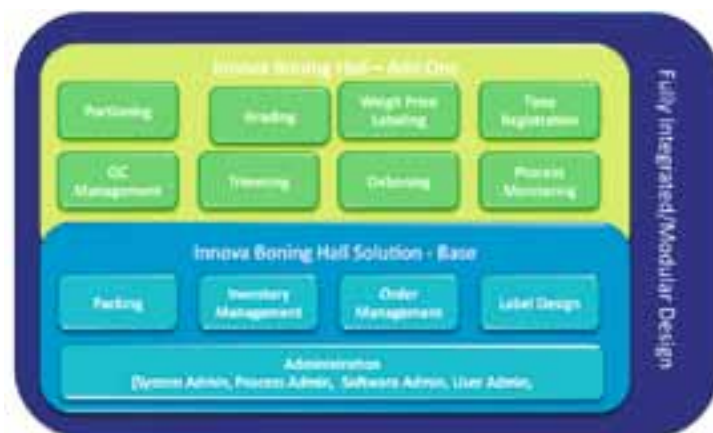 Innova Boning Hall – Add Ons
Portioning
Grading
Weigh Price
Labeling
Time
Registration
QC
Management
Trimming
Deboning
Process
Monitoring
Innova Boning Hall Solution - Base
Packing
Inventory
Management
Order
Management
Label Design
Administration
(System Admin, Process Admin, Software Admin, User Admin,
Fully Integrated/Modular Design